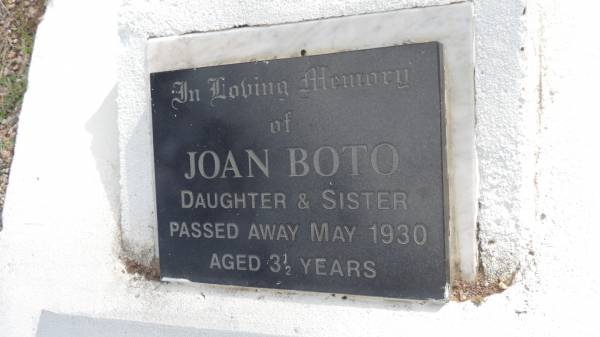 In Loving Memory
of
JOAN BOTO
DAUGHTER & SISTER
PASSED AWAY MAY 1930
AGED 3½ YEARS